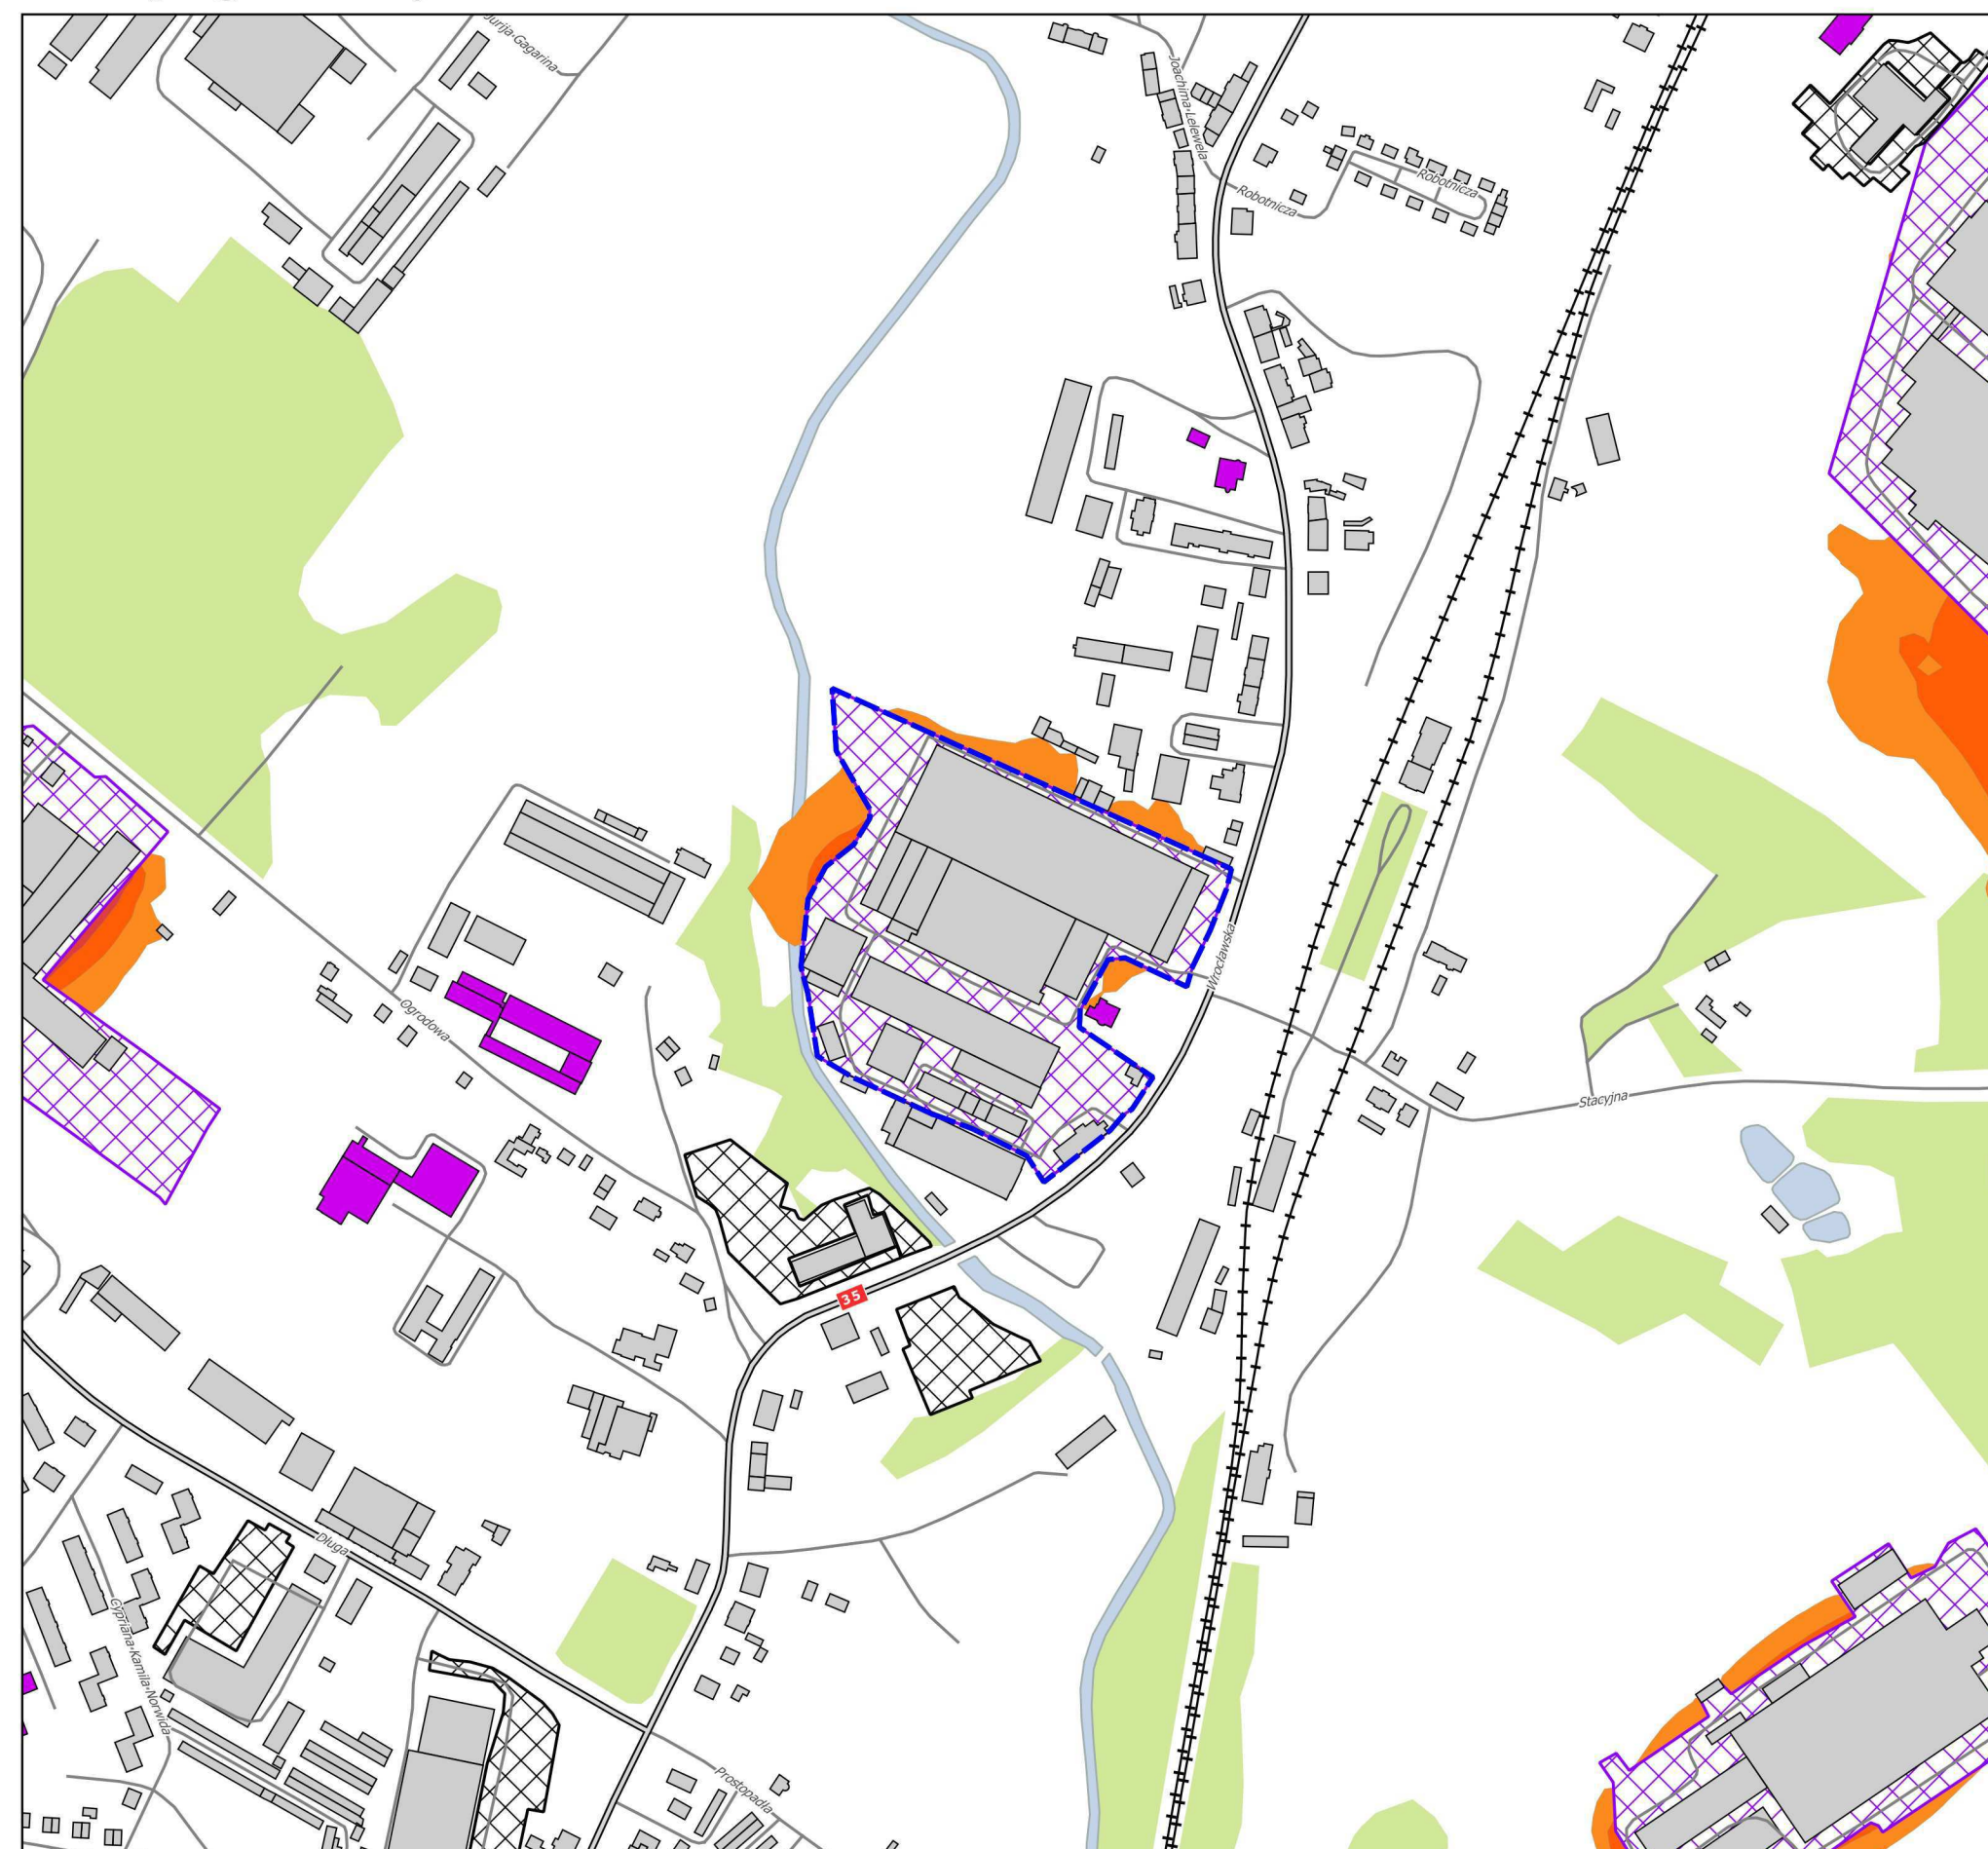 Jurija·Gagarina
Joachima·Lelewela
Robotnicza
Robotnicza
Wrocławska
Ogrodowa
Stacyjna
35
Długa
Cypriana·Kamila·Norwida
Prostopadła